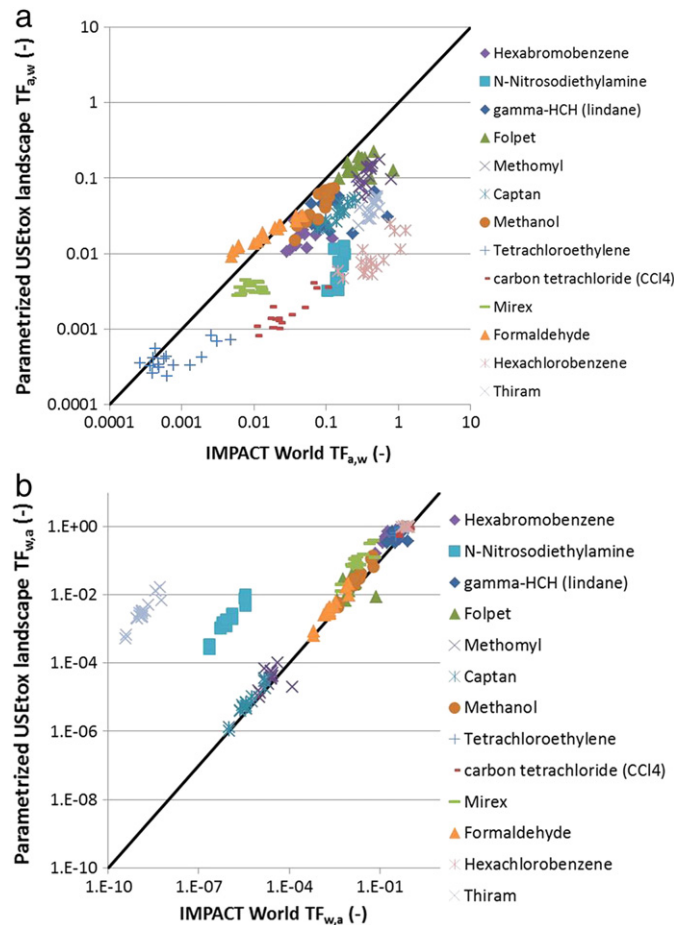 a
10
1
0.1
0.01
0.001
0.0001
Parametrized USEtox landscape TFa,w (-)
0.0001
0.001
0.01
0.1
1
10
IMPACT World TFa,w (-)
Hexabromobenzene
N-Nitrosodiethylamine
gamma-HCH (lindane)
Folpet
Methomyl
Captan
Methanol
Tetrachloroethylene
carbon tetrachloride (CCl4)
Mirex
Formaldehyde
Hexachlorobenzene
Thiram
b
1.E+00
1.E-02
1.E-04
1.E-06
1.E-08
1.E-10
Parametrized USEtox landscape TFw,a (-)
1.E-10
1.E-07
1.E-04
1.E-01
IMPACT World TFw,a (-)
Hexabromobenzene
N-Nitrosodiethylamine
gamma-HCH (lindane)
Folpet
Methomyl
Captan
Methanol
Tetrachloroethylene
carbon tetrachloride (CCl4)
Mirex
Formaldehyde
Hexachlorobenzene
Thiram